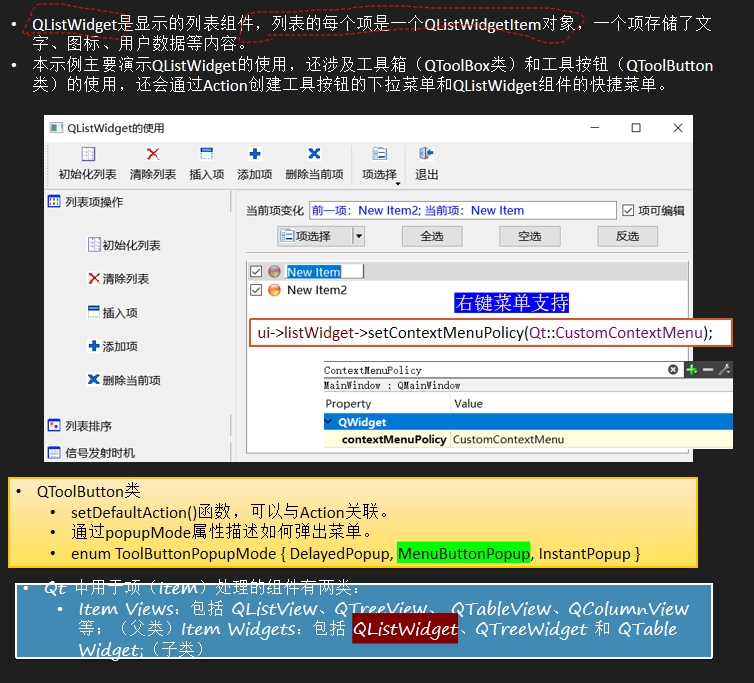 • QListWidget是显示的列表组件，列表的每个项是一个QListWidgetItem对象，一个项存储了文
字、图标、用户数据等内容。
• 本示例主要演示QListWidget的使用，还涉及工具箱（QToolBox类）和工具按钮（QToolButton
类）的使用，还会通过Action创建工具按钮的下拉菜单和QListWidget组件的快捷菜单。
QListWidget的使用
初始化列表 清除列表 插入项 添加项 删除当前项 项选择 退出
列表项操作
当前项变化 前一项：New Item2; 当前项：New Item 项可编辑
项选择 全选 空选 反选
初始化列表
New Item
清除列表
New Item2
右键菜单支持
插入项
ui->listWidget->setContextMenuPolicy(Qt::CustomContextMenu);
添加项
ContextMenuPolicy
删除当前项
MainWindow : QMainWindow
Property Value
QWidget
列表排序
contextMenuPolicy CustomContextMenu
信号发射时机
• QToolButton类
• setDefaultAction()函数，可以与Action关联。
• 通过popupMode属性描述如何弹出菜单。
• enum ToolButtonPopupMode { DelayedPopup, MenuButtonPopup, InstantPopup }
• Qt 中用于项（Item）处理的组件有两类：
• Item Views：包括 QListView、QTreeView、 QTableView、QColumnView
等；（父类）Item Widgets：包括 QListWidget、QTreeWidget 和 QTable
Widget;（子类）